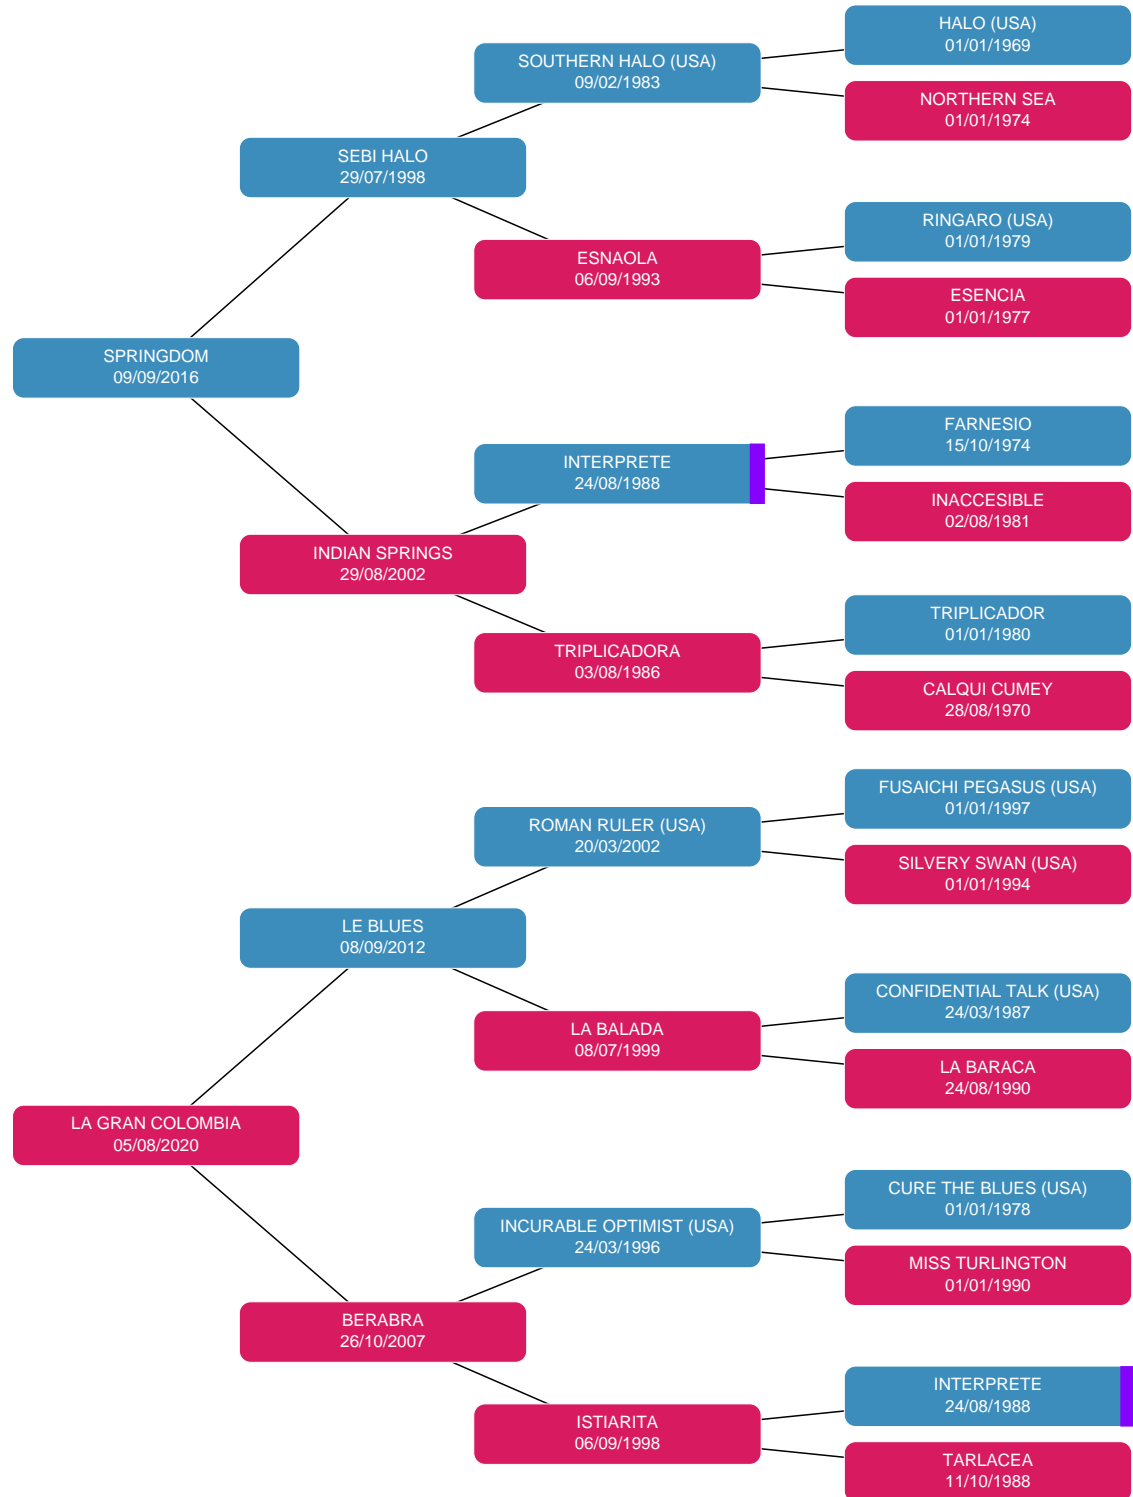 HALO (USA)
01/01/1969
SOUTHERN HALO (USA)
09/02/1983
NORTHERN SEA
01/01/1974
SEBI HALO
29/07/1998
RINGARO (USA)
01/01/1979
ESNAOLA
06/09/1993
ESENCIA
01/01/1977
SPRINGDOM
09/09/2016
FARNESIO
15/10/1974
INTERPRETE
24/08/1988
INACCESIBLE
02/08/1981
INDIAN SPRINGS
29/08/2002
TRIPLICADOR
01/01/1980
TRIPLICADORA
03/08/1986
CALQUI CUMEY
28/08/1970
FUSAICHI PEGASUS (USA)
01/01/1997
ROMAN RULER (USA)
20/03/2002
SILVERY SWAN (USA)
01/01/1994
LE BLUES
08/09/2012
CONFIDENTIAL TALK (USA)
24/03/1987
LA BALADA
08/07/1999
LA BARACA
24/08/1990
LA GRAN COLOMBIA
05/08/2020
CURE THE BLUES (USA)
01/01/1978
INCURABLE OPTIMIST (USA)
24/03/1996
MISS TURLINGTON
01/01/1990
BERABRA
26/10/2007
INTERPRETE
24/08/1988
ISTIARITA
06/09/1998
TARLACEA
11/10/1988